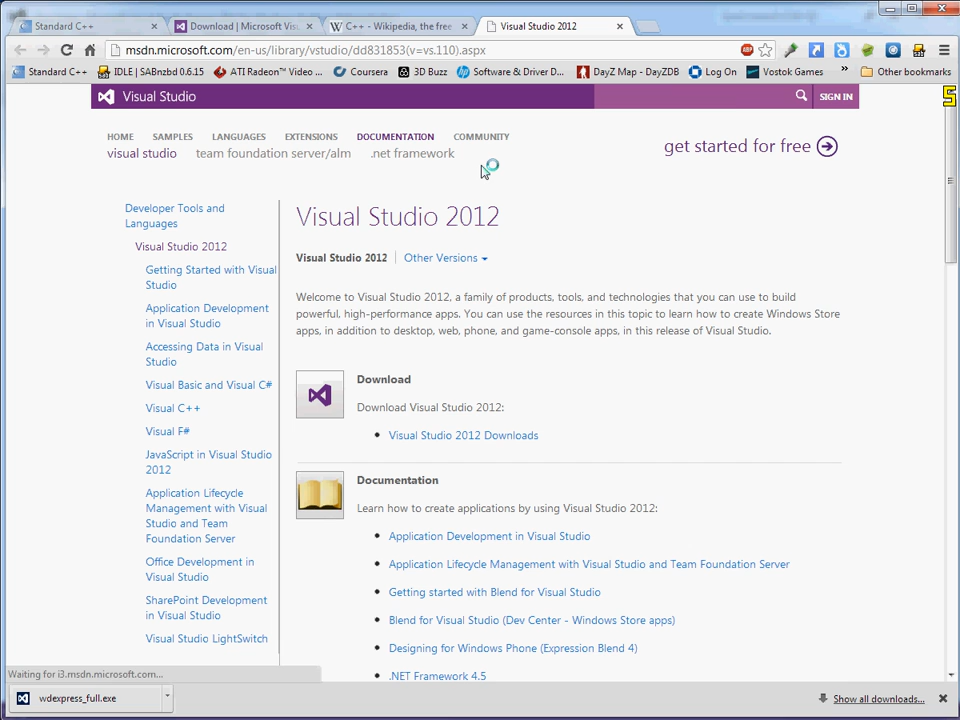 Standard C++
Download | Microsoft Visu
C++ - Wikipedia, the free
Visual Studio 2012
msdn.microsoft.com/en-us/library/vstudio/dd831853(v=vs.110).aspx
ABP
Standard C++
IDLE | SABnzbd 0.6.15
ATI Radeon™ Video ...
Coursera
3D Buzz
Software & Driver D...
DayZ Map - DayZDB
Log On
Vostok Games
»
Other bookmarks
Visual Studio
SIGN IN
S
HOME SAMPLES LANGUAGES EXTENSIONS DOCUMENTATION COMMUNITY
visual studio team foundation server/alm .net framework
get started for free
Developer Tools and
Languages
Visual Studio 2012
Getting Started with Visual
Studio
Application Development
in Visual Studio
Accessing Data in Visual
Studio
Visual Basic and Visual C#
Visual C++
Visual F#
JavaScript in Visual Studio
2012
Application Lifecycle
Management with Visual
Studio and Team
Foundation Server
Office Development in
Visual Studio
SharePoint Development
in Visual Studio
Visual Studio LightSwitch
Visual Studio 2012
Visual Studio 2012 Other Versions
Welcome to Visual Studio 2012, a family of products, tools, and technologies that you can use to build
powerful, high-performance apps. You can use the resources in this topic to learn how to create Windows Store
apps, in addition to desktop, web, phone, and game-console apps, in this release of Visual Studio.
Download
Download Visual Studio 2012:
Visual Studio 2012 Downloads
Documentation
Learn how to create applications by using Visual Studio 2012:
Application Development in Visual Studio
Application Lifecycle Management with Visual Studio and Team Foundation Server
Getting started with Blend for Visual Studio
Blend for Visual Studio (Dev Center - Windows Store apps)
Designing for Windows Phone (Expression Blend 4)
.NET Framework 4.5
Waiting for i3.msdn.microsoft.com...
wdexpress_full.exe
Show all downloads...